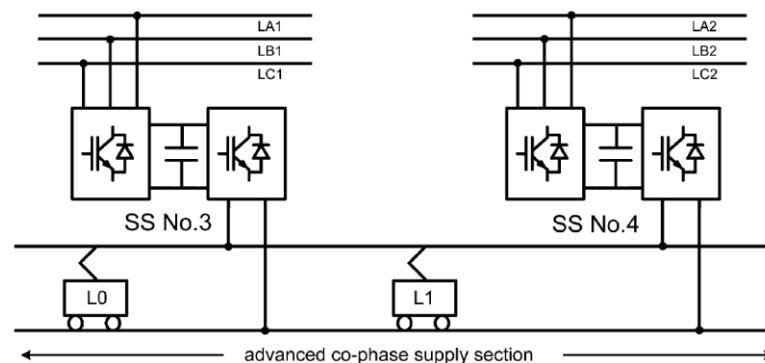 LA1
LB1
LC1
LA2
LB2
LC2
SS No.3
SS No.4
L0
L1
advanced co-phase supply section